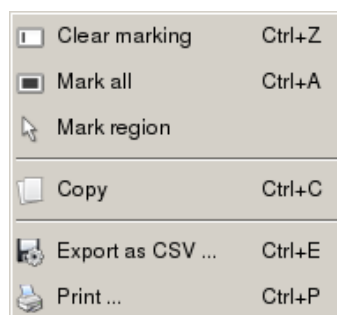 Clear marking Ctrl+Z
Mark all Ctrl+A
Mark region
Copy Ctrl+C
Export as CSV ... Ctrl+E
Print ... Ctrl+P